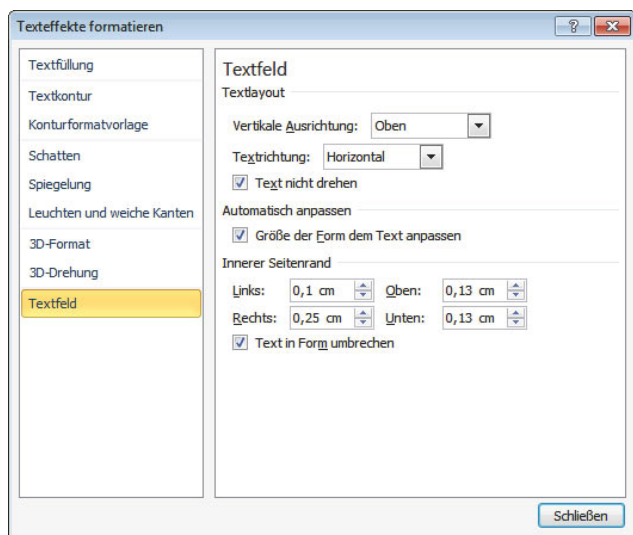 Texteffekte formatieren
Textfüllung
Textkontur
Konturformatvorlage
Schatten
Spiegelung
Leuchten und weiche Kanten
3D-Format
3D-Drehung
Textfeld
Textfeld
Textlayout
Vertikale Ausrichtung: Oben
Textrichtung: Horizontal
Text nicht drehen
Automatisch anpassen
Größe der Form dem Text anpassen
Innerer Seitenrand
Links: 0,1 cm Oben: 0,13 cm
Rechts: 0,25 cm Unten: 0,13 cm
Text in Form umbrechen
Schließen